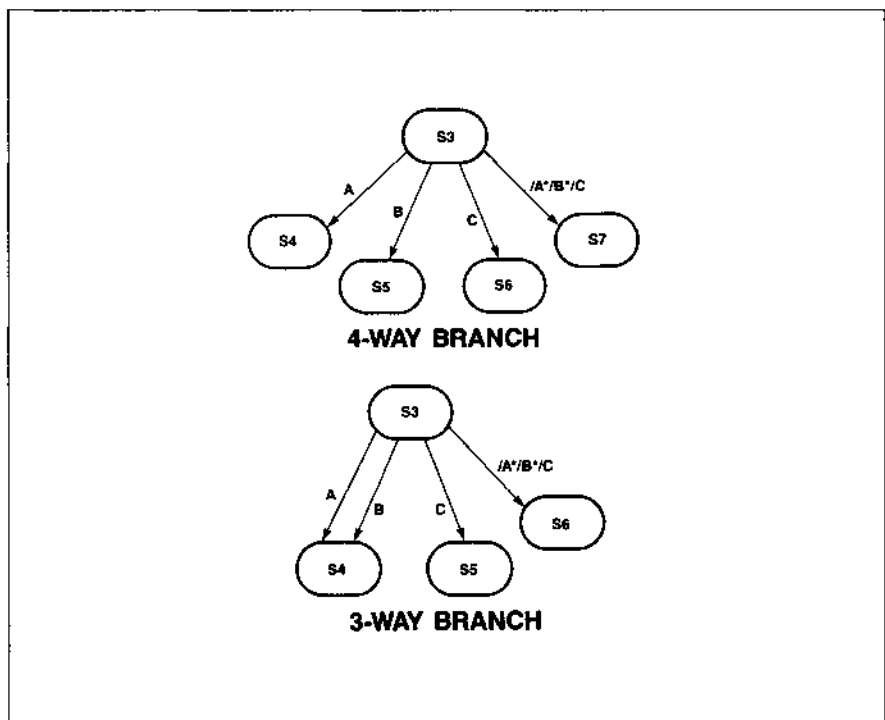 S3
A
B
C
/A*/B*/C
S4
S5
S6
S7
4-WAY BRANCH
S3
A
B
C
/A*/B*/C
S4
S5
S6
3-WAY BRANCH